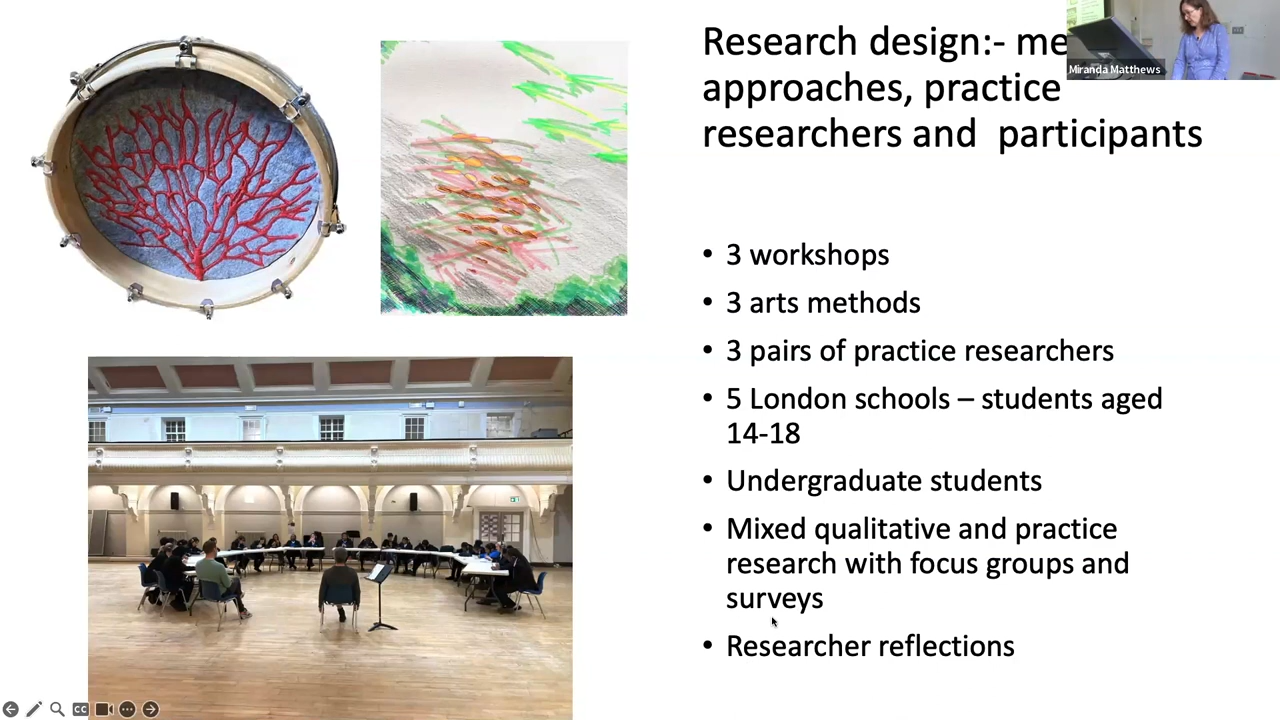 Research design:- me
approaches, practice
researchers and participants
Miranda Matthews
• 3 workshops
• 3 arts methods
• 3 pairs of practice researchers
• 5 London schools – students aged
14-18
• Undergraduate students
• Mixed qualitative and practice
research with focus groups and
surveys
• Researcher reflections
CC